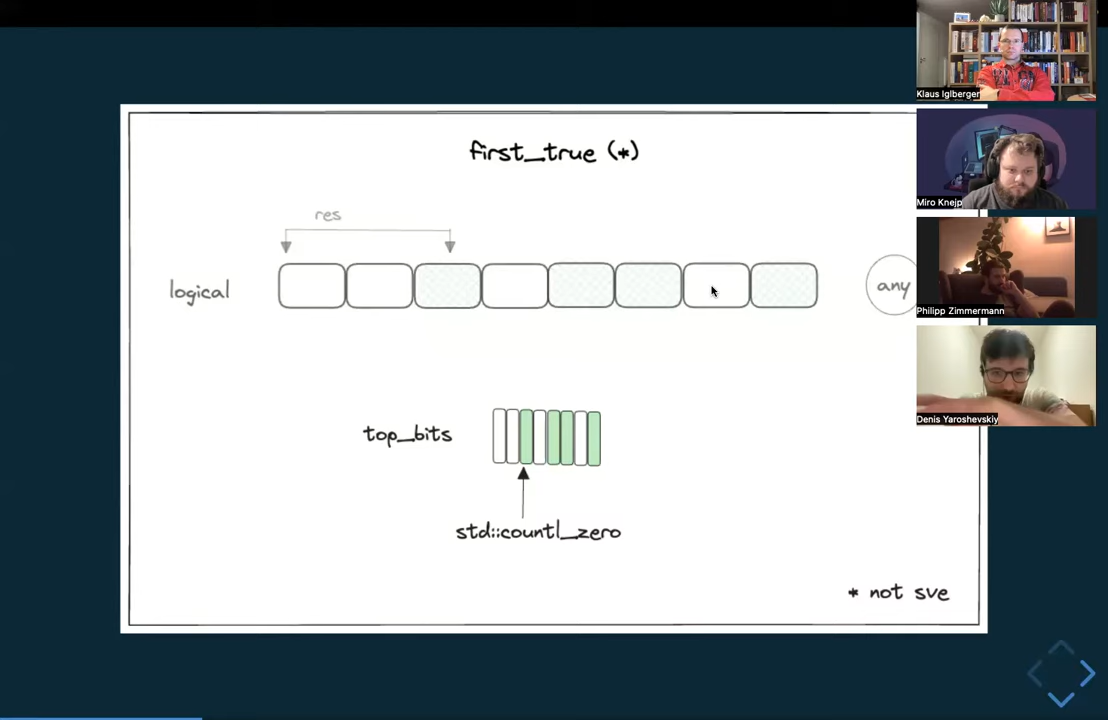 first_true (*)
res
logical
any
top_bits
std::countl_zero
* not sve
Klaus Iglberger
Miro Knejp
Philipp Zimmermann
Denis Yaroshevskiy